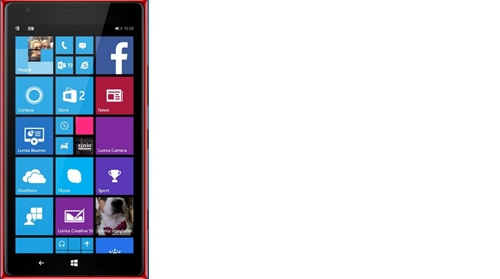 15:50
People
Cortana
Store
2
News
Lumia Beamer
zinio
Lumia Camera
OneDrive
Skype
Sport
Lumia Creative St
Lumia Storyteller